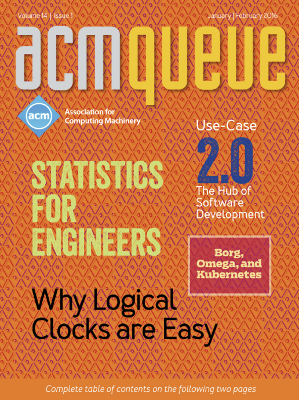 Volume 14 | Issue 1
January | February 2016
acmqueue
acm
Association for
Computing Machinery
Use-Case
2.0
The Hub of
Software
Development
STATISTICS
FOR
ENGINEERS
Borg,
Omega, and
Kubernetes
Why Logical
Clocks are Easy
Complete table of contents on the following two pages